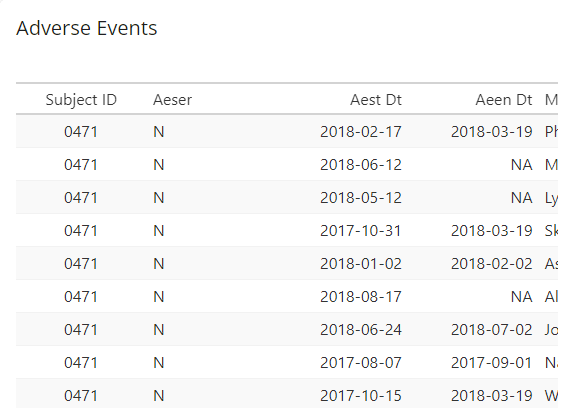 Adverse Events
Subject ID Aeser Aest Dt Aeen Dt M
0471 N 2018-02-17 2018-03-19 Ph
0471 N 2018-06-12 NA M
0471 N 2018-05-12 NA Ly
0471 N 2017-10-31 2018-03-19 Sk
0471 N 2018-01-02 2018-02-02 As
0471 N 2018-08-17 NA Al
0471 N 2018-06-24 2018-07-02 Jo
0471 N 2017-08-07 2017-09-01 Na
0471 N 2017-10-15 2018-03-19 W